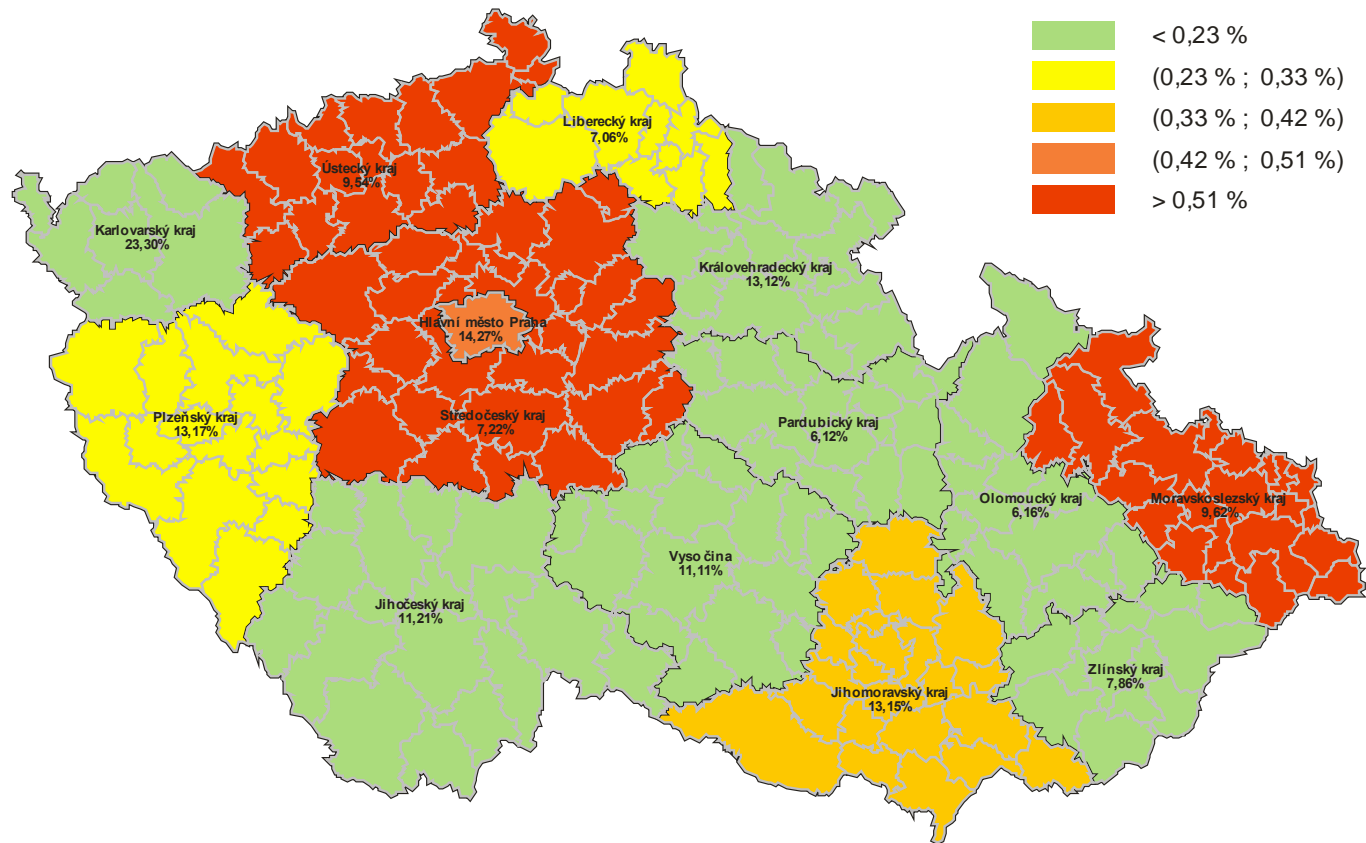 < 0,23 %
(0,23 % ; 0,33 %)
(0,33 % ; 0,42 %)
(0,42 % ; 0,51 %)
> 0,51 %
Liberecký kraj
7,06%
Ústecký kraj
9,54%
Karlovarský kraj
23,30%
Královehradecký kraj
13,12%
Hlavní město Praha
14,27%
Plzeňský kraj
13,17%
Středočeský kraj
7,22%
Pardubický kraj
6,12%
Olomoucký kraj
6,16%
Moravskoslezský kraj
9,62%
Vysočina
11,11%
Jihočeský kraj
11,21%
Zlínský kraj
7,86%
Jihomoravský kraj
13,15%